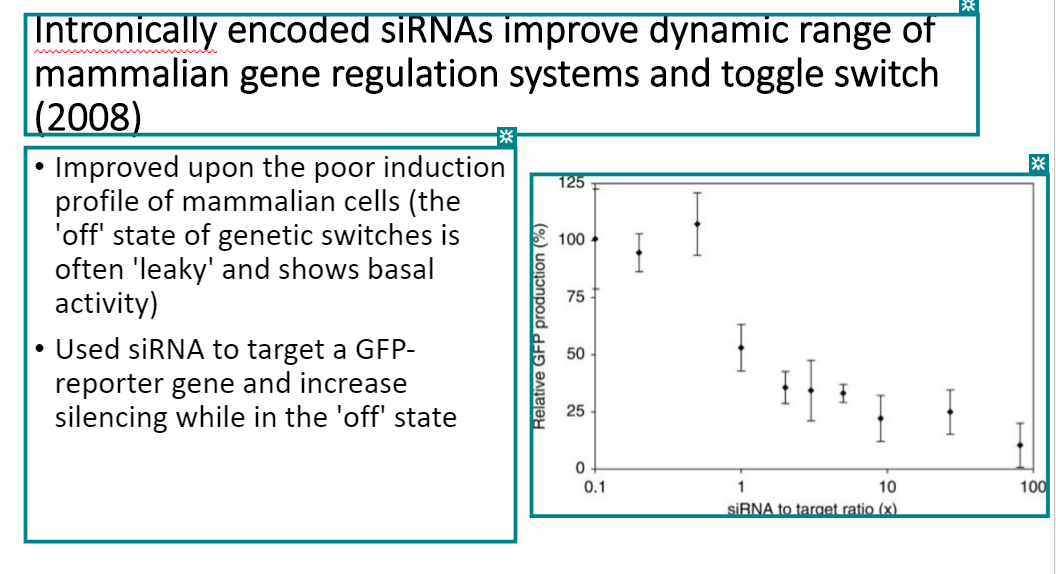 Intronically encoded siRNAs improve dynamic range of
mammalian gene regulation systems and toggle switch
(2008)
• Improved upon the poor induction
profile of mammalian cells (the
'off' state of genetic switches is
often 'leaky' and shows basal
activity)
• Used siRNA to target a GFP-
reporter gene and increase
silencing while in the 'off' state
Relative GFP production (%)
125
100
75
50
25
0
0.1
1
10
100
siRNA to target ratio (x)